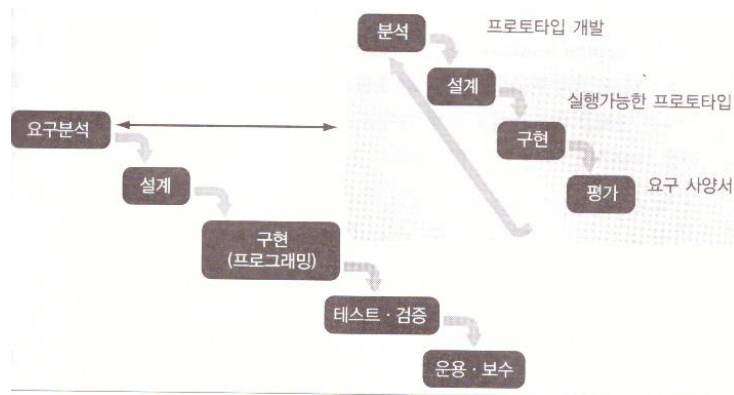 분석
프로토타입 개발
설계
실행가능한 프로토타입
요구분석
구현
설계
평가
요구 사양서
구현
(프로그래밍)
테스트 · 검증
운용 · 보수